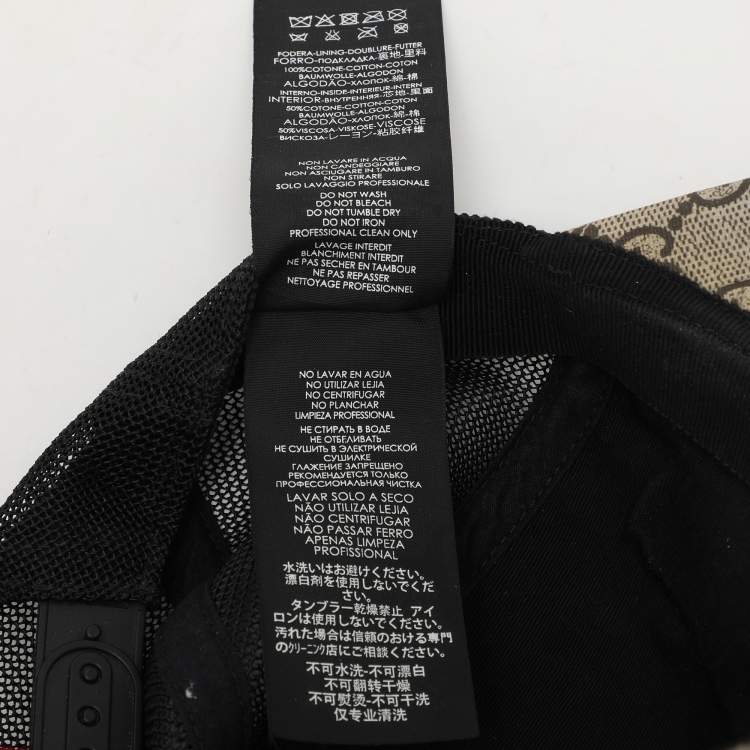 FODERA-LINING-DOUBLURE-FUTTER
FORRO-ПОДКЛАДКА-裏地-里料
100%COTONE-COTTON-COTON
BAUMWOLLE-ALGODON
ALGODÃO-ХЛОПОК-綿-棉
INTERNO-INSIDE-INTERIEUR-INTERN
INTERIOR-ВНУТРЕННЯЯ-芯地-里面
50%COTONE-COTTON-COTON
BAUMWOLLE-ALGODON
ALGODÃO-ХЛОПОК-綿-棉
50%VISCOSA-VISKOSE-VISCOSE
ВИСКОЗА-レーヨン-粘胶纤维
NON LAVARE IN ACQUA
NON CANDEGGIARE
NON ASCIUGARE IN TAMBURO
NON STIRARE
SOLO LAVAGGIO PROFESSIONALE
DO NOT WASH
DO NOT BLEACH
DO NOT TUMBLE DRY
DO NOT IRON
PROFESSIONAL CLEAN ONLY
LAVAGE INTERDIT
BLANCHIMENT INTERDIT
NE PAS SECHER EN TAMBOUR
NE PAS REPASSER
NETTOYAGE PROFESSIONNEL
NO LAVAR EN AGUA
NO UTILIZAR LEJIA
NO CENTRIFUGAR
NO PLANCHAR
LIMPIEZA PROFESSIONAL
НЕ СТИРАТЬ В ВОДЕ
НЕ ОТБЕЛИВАТЬ
НЕ СУШИТЬ В ЭЛЕКТРИЧЕСКОЙ
СУШИЛКЕ
ГЛАЖЕНИЕ ЗАПРЕЩЕНО
РЕКОМЕНДУЕТСЯ ТОЛЬКО
ПРОФЕССИОНАЛЬНАЯ ЧИСТКА
LAVAR SOLO A SECO
NÃO UTILIZAR LEJIA
NÃO CENTRIFUGAR
NÃO PASSAR FERRO
APENAS LIMPEZA
PROFISSIONAL
水洗いはお避けください。
漂白剤を使用しないでくだ
さい。
タンブラー乾燥禁止 アイ
ロンは使用しないでください。
汚れた場合は信頼のおける専門
のクリーニング店にご相談ください。
不可水洗-不可漂白
不可翻转干燥
不可熨烫-不可干洗
仅专业清洗